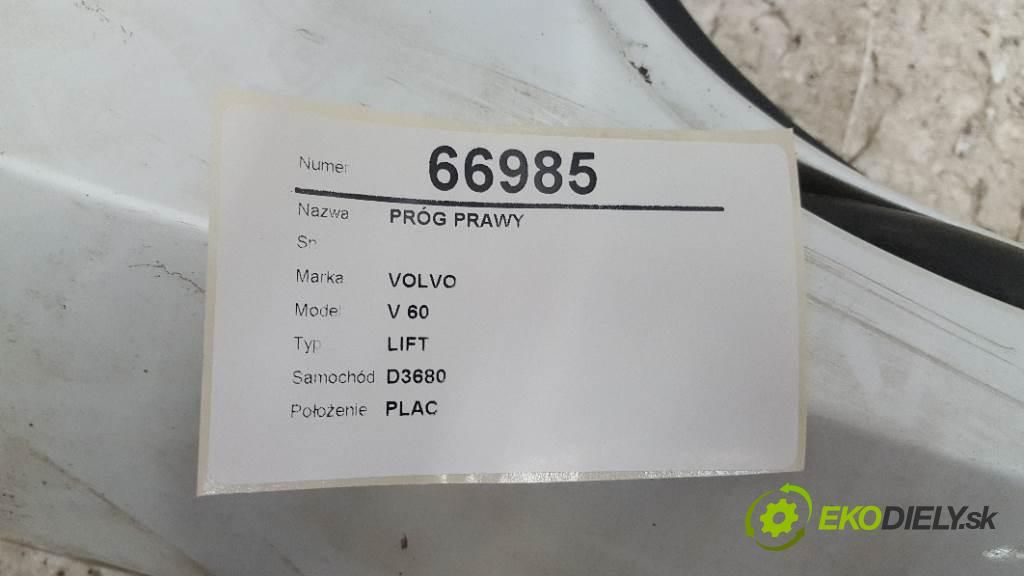 Numer 66985
Nazwa PRÓG PRAWY
Sn
Marka VOLVO
Model V 60
Typ LIFT
Samochód D3680
Położenie PLAC
EKODIELY.sk